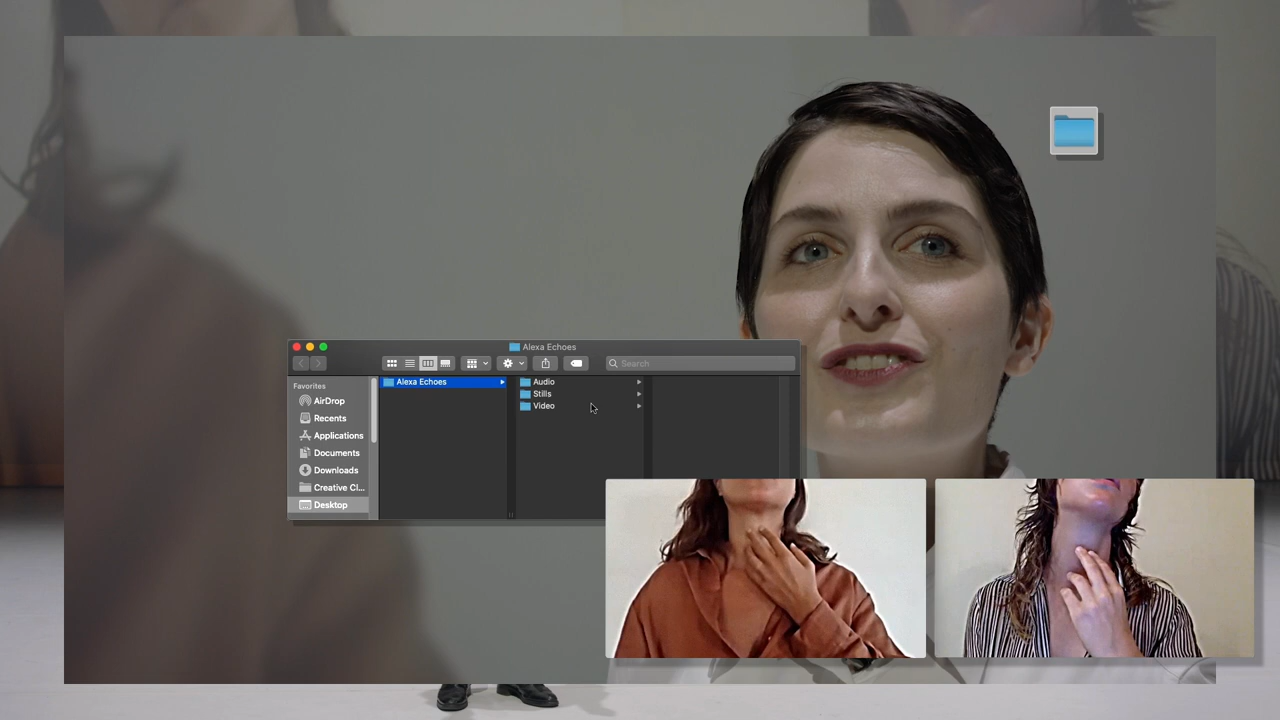 Alexa Echoes
Search
Favorites
AirDrop
Recents
Applications
Documents
Downloads
Creative Cl...
Desktop
Alexa Echoes
Audio
Stills
Video